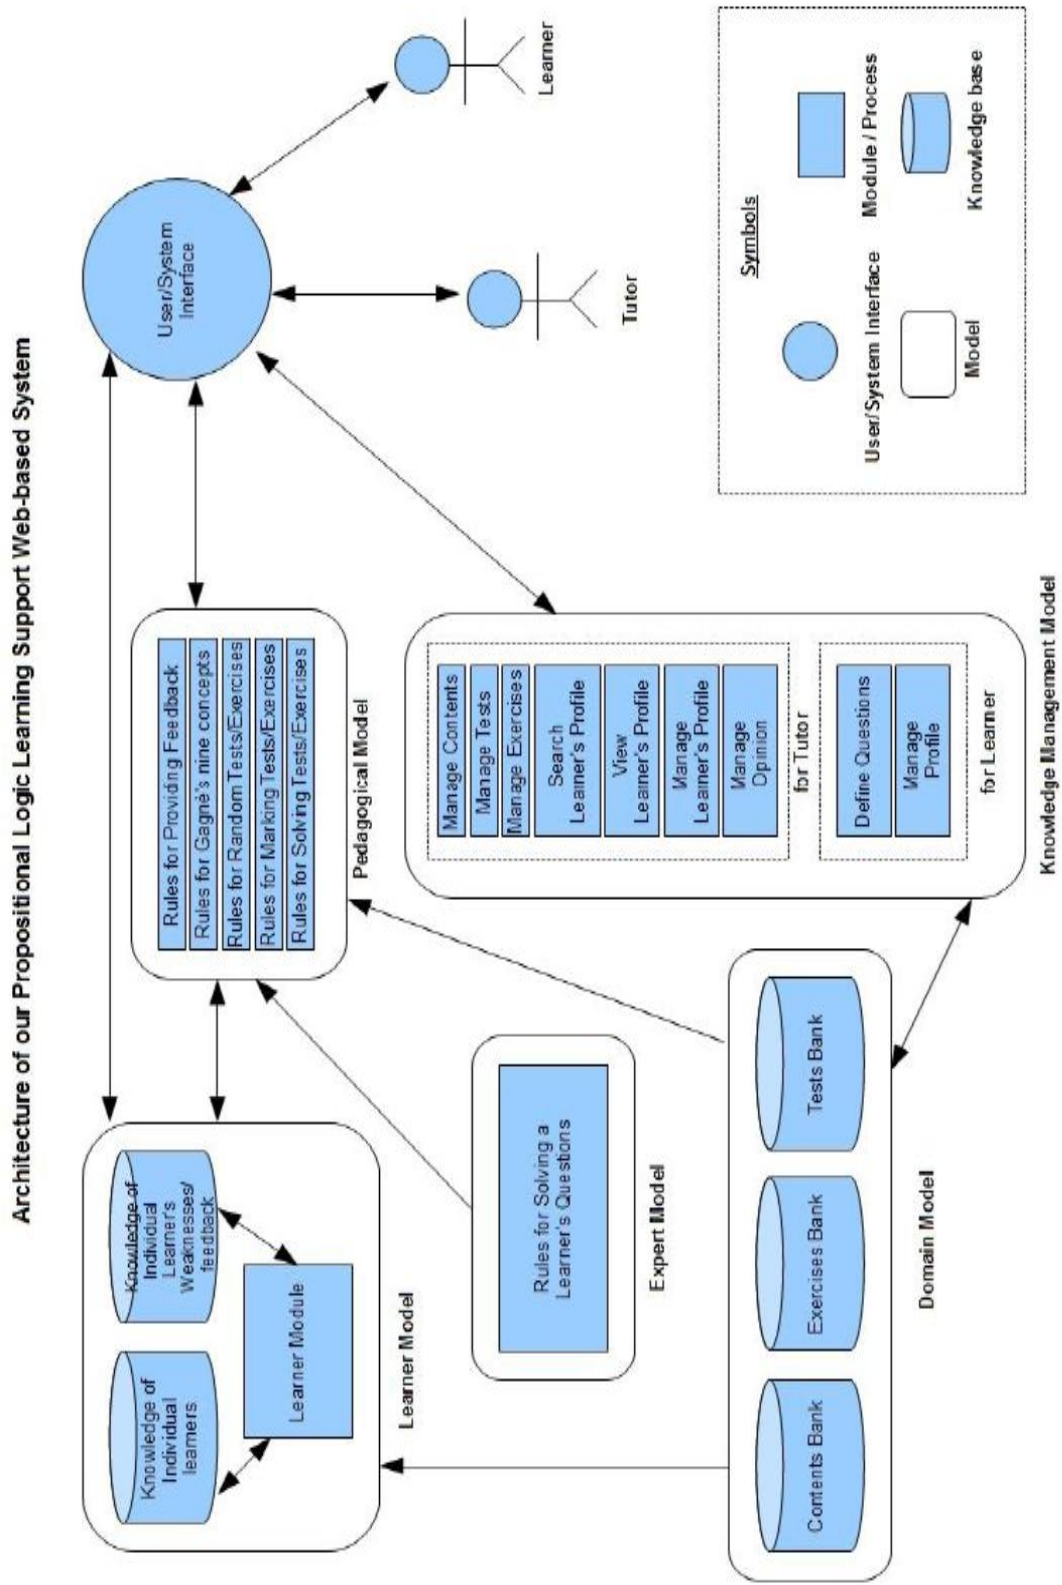 Architecture of our Propositional Logic Learning Support Web-based System
Knowledge of
Individual
learners
Knowledge of
Individual
Learner's
Weaknesses/
feedback
Learner Module
Learner Model
Rules for Providing Feedback
Rules for Gagnè's nine concepts
Rules for Random Tests/Exercises
Rules for Marking Tests/Exercises
Rules for Solving Tests/Exercises
Pedagogical Model
User/System
Interface
Learner
Tutor
Rules for Solving a
Learner's Questions
Expert Model
Manage Contents
Manage Tests
Manage Exercises
Search
Learner's Profile
View
Learner's Profile
Manage
Learner's Profile
Manage
Opinion
for Tutor
Define Questions
Manage
Profile
for Learner
Knowledge Management Model
Contents Bank
Exercises Bank
Tests Bank
Domain Model
Symbols
User/System Interface
Module / Process
Model
Knowledge base